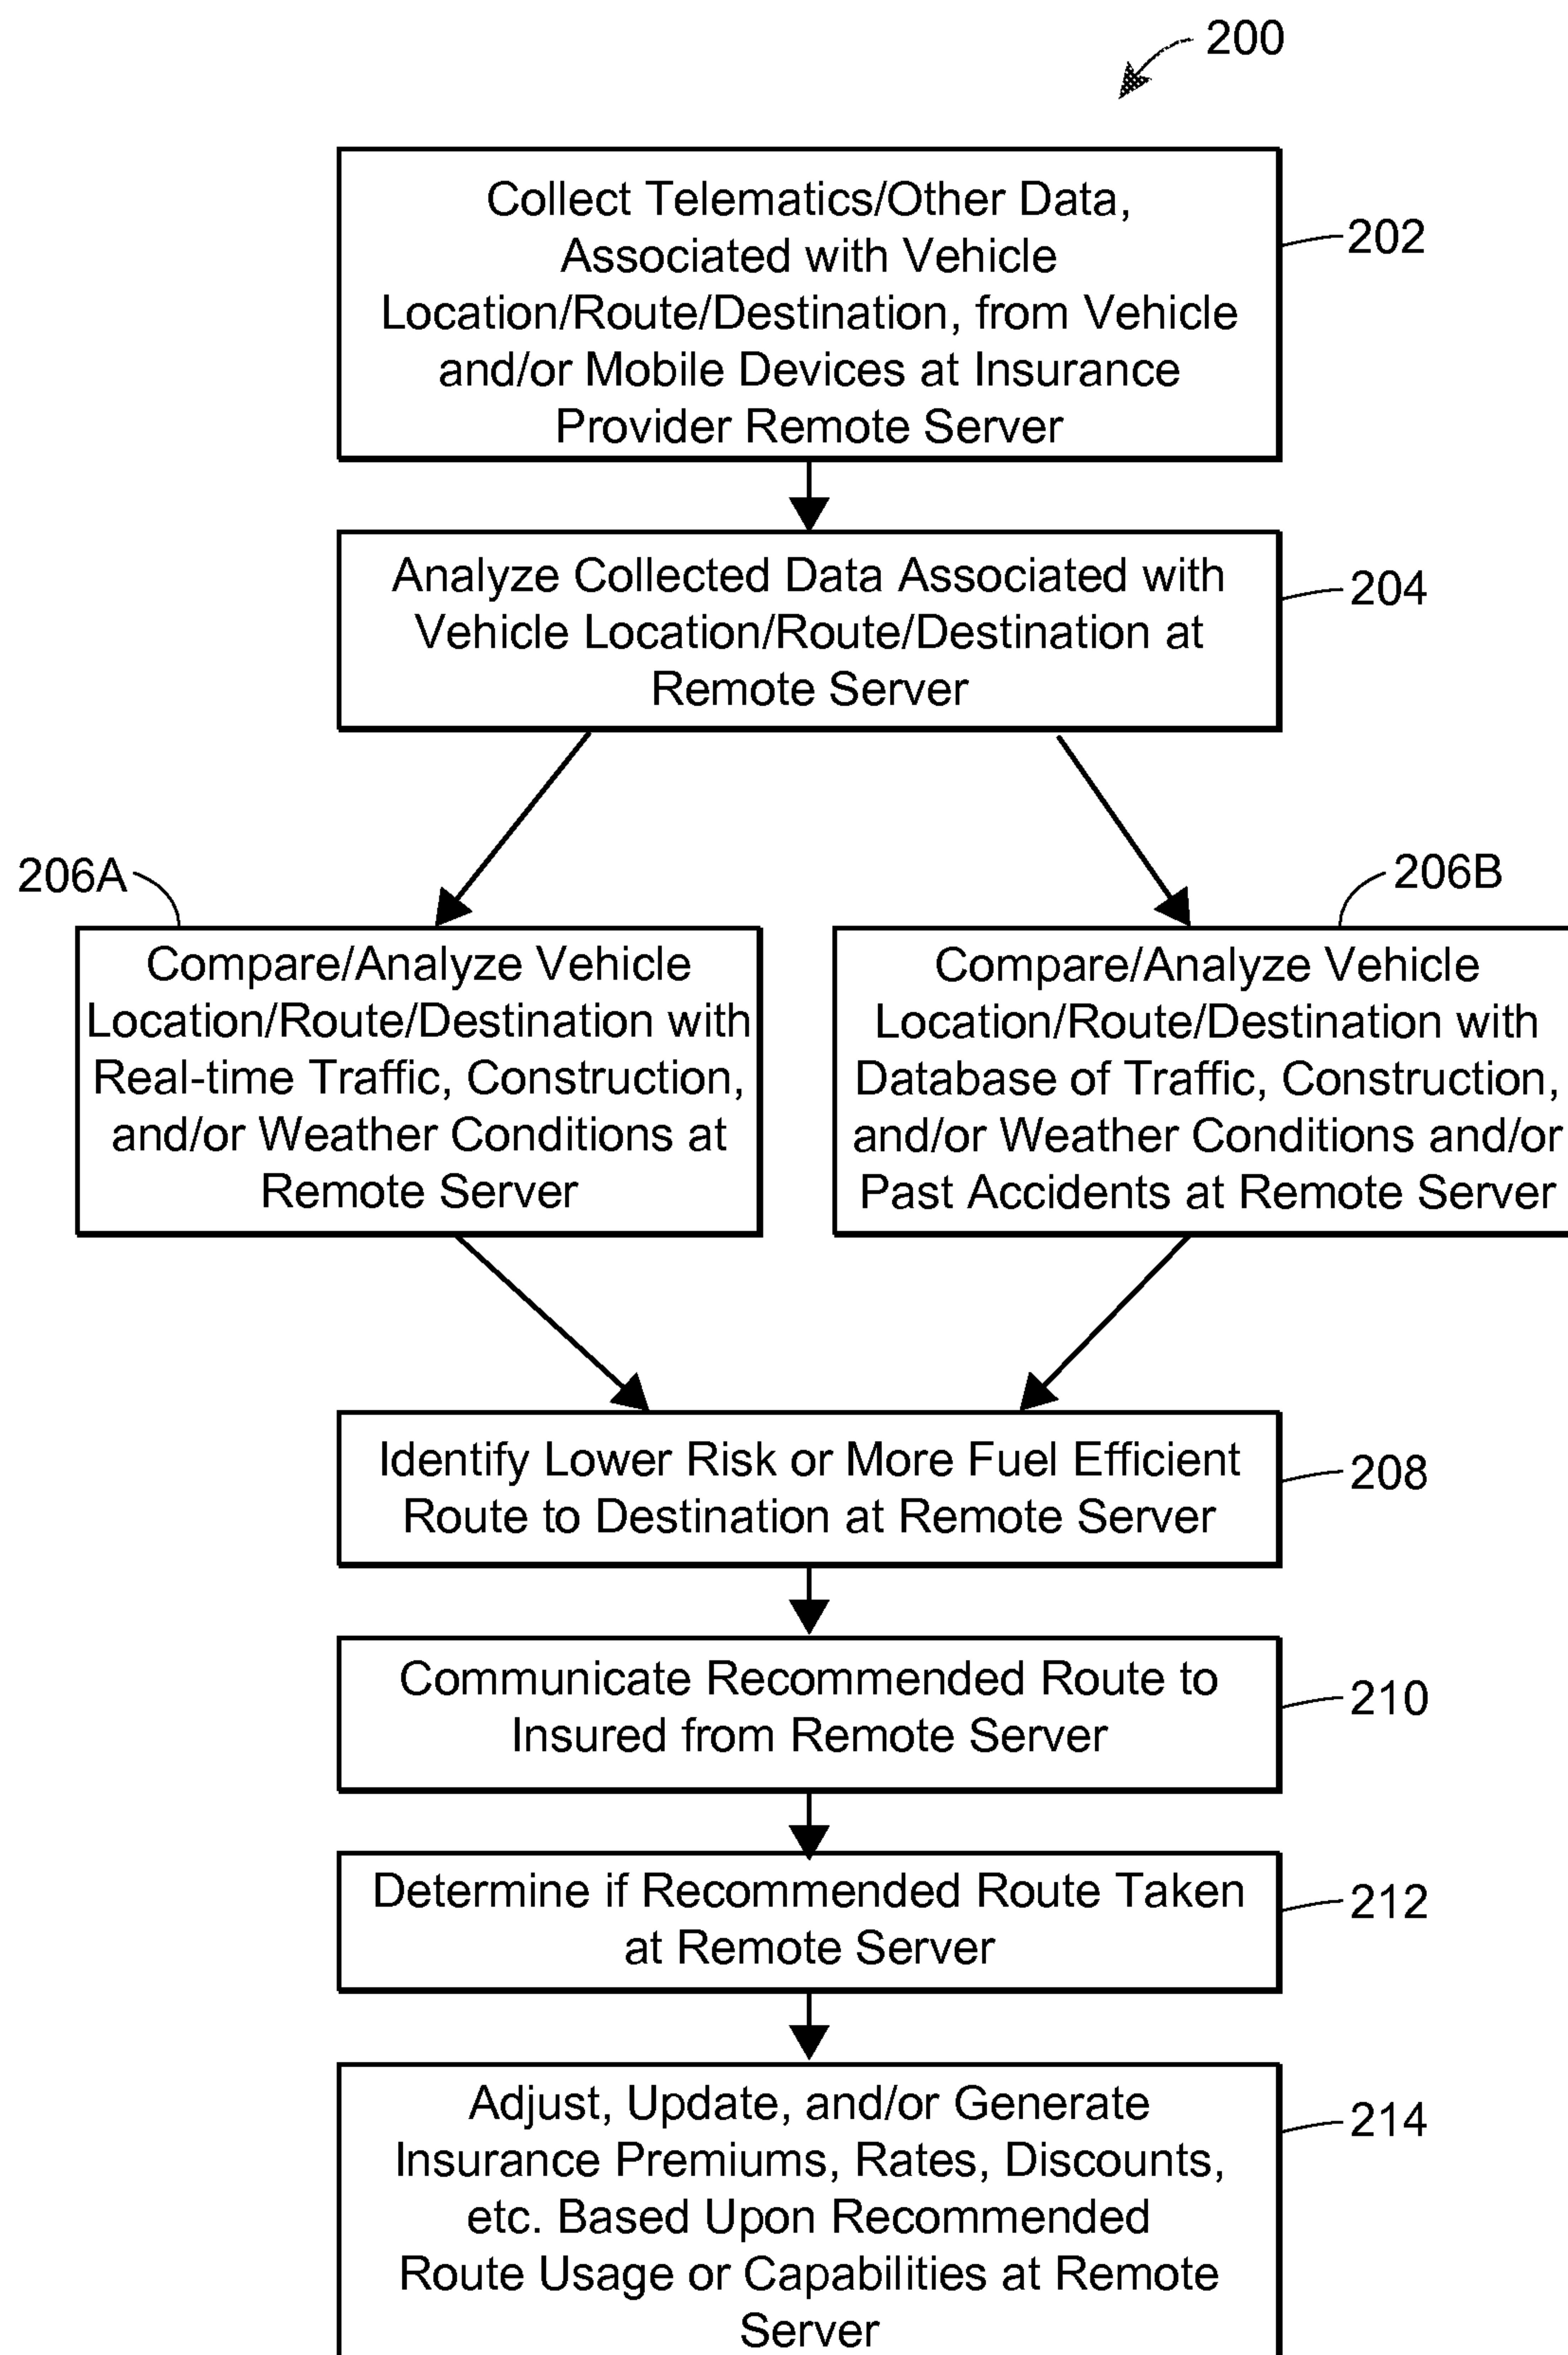 200
Collect Telematics/Other Data,
Associated with Vehicle
Location/Route/Destination, from Vehicle
and/or Mobile Devices at Insurance
Provider Remote Server
202
Analyze Collected Data Associated with
Vehicle Location/Route/Destination at
Remote Server
204
206A
Compare/Analyze Vehicle
Location/Route/Destination with
Real-time Traffic, Construction,
and/or Weather Conditions at
Remote Server
206B
Compare/Analyze Vehicle
Location/Route/Destination with
Database of Traffic, Construction,
and/or Weather Conditions and/or
Past Accidents at Remote Server
Identify Lower Risk or More Fuel Efficient
Route to Destination at Remote Server
208
Communicate Recommended Route to
Insured from Remote Server
210
Determine if Recommended Route Taken
at Remote Server
212
Adjust, Update, and/or Generate
Insurance Premiums, Rates, Discounts,
etc. Based Upon Recommended
Route Usage or Capabilities at Remote
Server
214